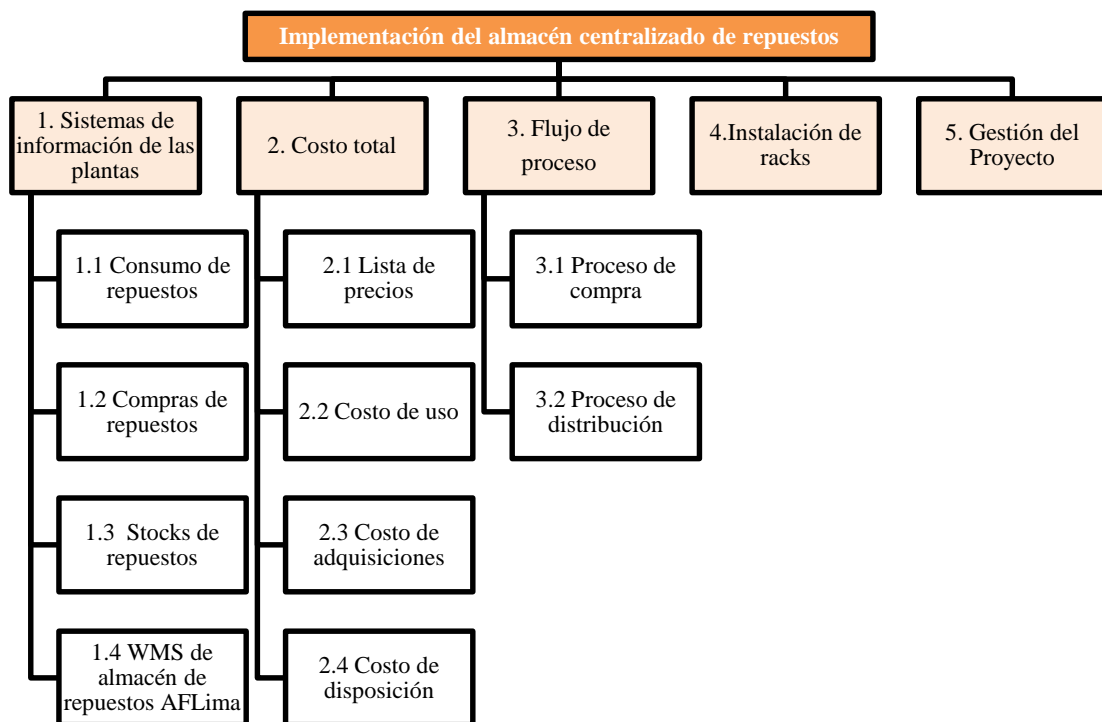 Implementación del almacén centralizado de repuestos
1. Sistemas de
información de las
plantas
2. Costo total
3. Flujo de
proceso
4.Instalación de
racks
5. Gestión del
Proyecto
1.1 Consumo de
repuestos
2.1 Lista de
precios
3.1 Proceso de
compra
1.2 Compras de
repuestos
2.2 Costo de uso
3.2 Proceso de
distribución
1.3 Stocks de
repuestos
2.3 Costo de
adquisiciones
1.4 WMS de
almacén de
repuestos AFLima
2.4 Costo de
disposición